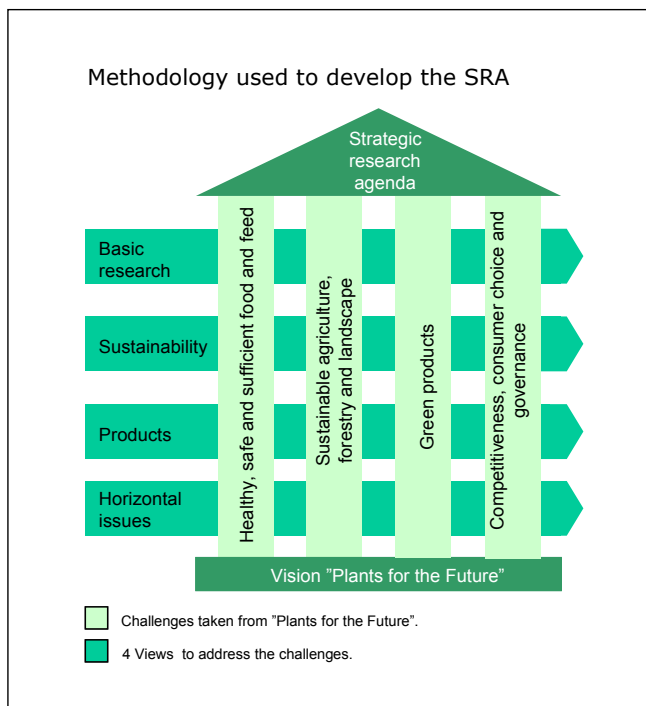 Methodology used to develop the SRA
Strategic
research
agenda
Basic
research
Sustainability
Products
Horizontal
issues
Healthy, safe and sufficient food and feed
Sustainable agriculture,
forestry and landscape
Green products
Competitiveness, consumer choice and
governance
Vision ”Plants for the Future”
Challenges taken from ”Plants for the Future”.
4 Views to address the challenges.